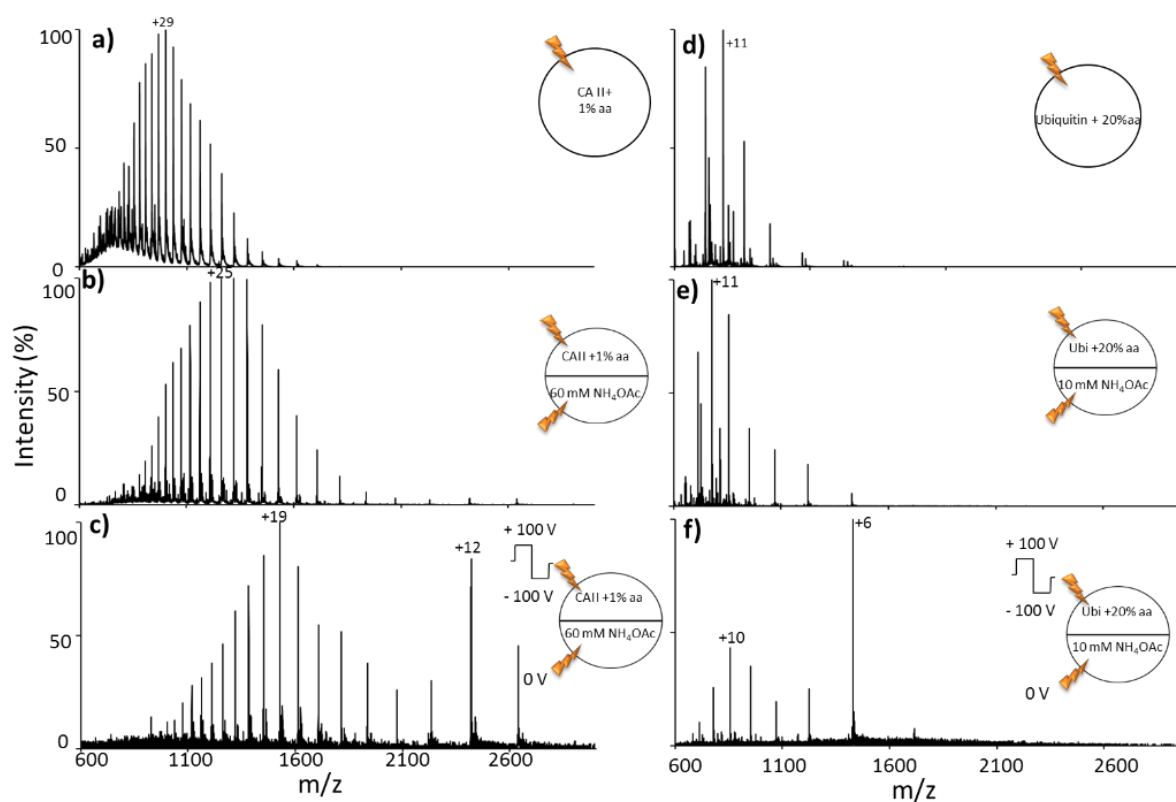 Intensity (%)
a)
+29
100
50
0
CA II+
1% aa
b)
+25
100
50
0
CAII +1% aa
60 mM NH₄OAc
c)
+19
+12
100
50
0
+ 100 V
- 100 V
CAII +1% aa
60 mM NH₄OAc
0 V
600 1100 1600 2100 2600
m/z
d)
+11
Ubiquitin + 20%aa
e)
+11
Ubi +20% aa
10 mM NH₄OAc
f)
+6
+10
+ 100 V
- 100 V
Ubi +20% aa
10 mM NH₄OAc
0 V
600 1100 1600 2100 2600
m/z